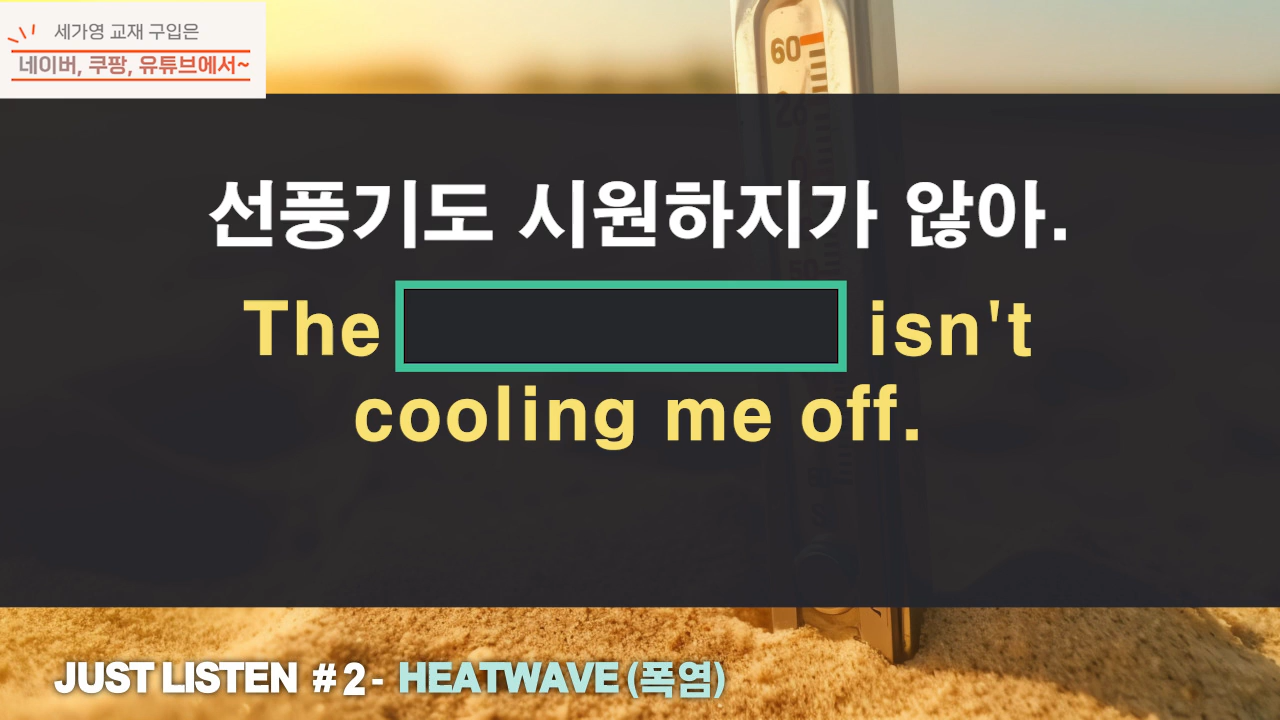 세가영 교재 구입은
네이버, 쿠팡, 유튜브에서~
60
선풍기도 시원하지가 않아.
The isn't
cooling me off.
JUST LISTEN #2 - HEATWAVE (폭염)